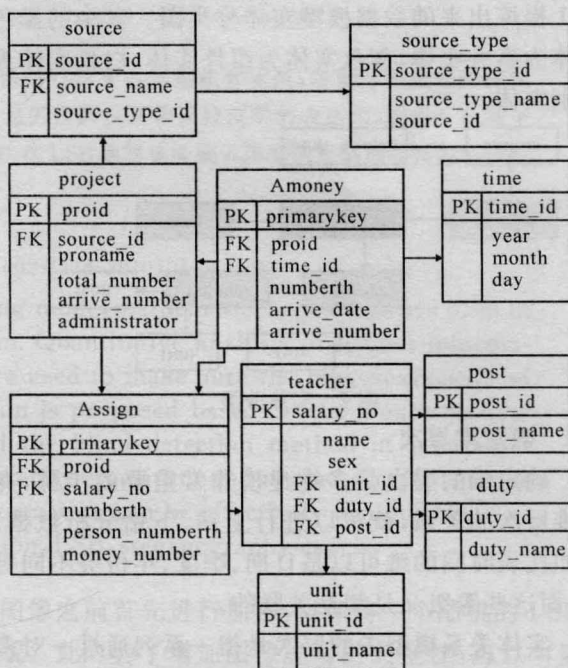 source
PK source_id
FK source_name
source_type_id
source_type
PK source_type_id
source_type_name
source_id
project
PK proid
FK source_id
proname
total_number
arrive_number
administrator
Amoney
PK primarykey
FK proid
FK time_id
numberth
arrive_date
arrive_number
time
PK time_id
year
month
day
Assign
PK primarykey
FK proid
FK salary_no
numberth
person_numberth
money_number
teacher
PK salary_no
name
sex
FK unit_id
FK duty_id
FK post_id
post
PK post_id
post_name
duty
PK duty_id
duty_name
unit
PK unit_id
unit_name